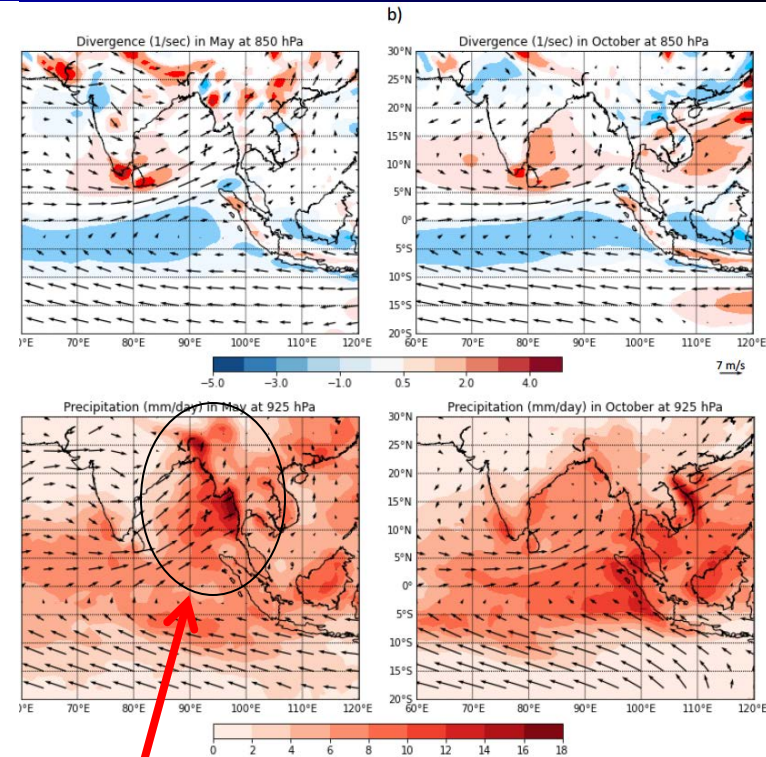 b)
Divergence (1/sec) in May at 850 hPa
Divergence (1/sec) in October at 850 hPa
30°N
25°N
20°N
15°N
10°N
5°N
0°
5°S
10°S
15°S
20°S
°E 70°E 80°E 90°E 100°E 110°E 120°E
60°E 70°E 80°E 90°E 100°E 110°E 120°E
−5.0 −3.0 −1.0 0.5 2.0 4.0
7 m/s
Precipitation (mm/day) in May at 925 hPa
Precipitation (mm/day) in October at 925 hPa
30°N
25°N
20°N
15°N
10°N
5°N
0°
5°S
10°S
15°S
20°S
°E 70°E 80°E 90°E 100°E 110°E 120°E
60°E 70°E 80°E 90°E 100°E 110°E 120°E
0 2 4 6 8 10 12 14 16 18